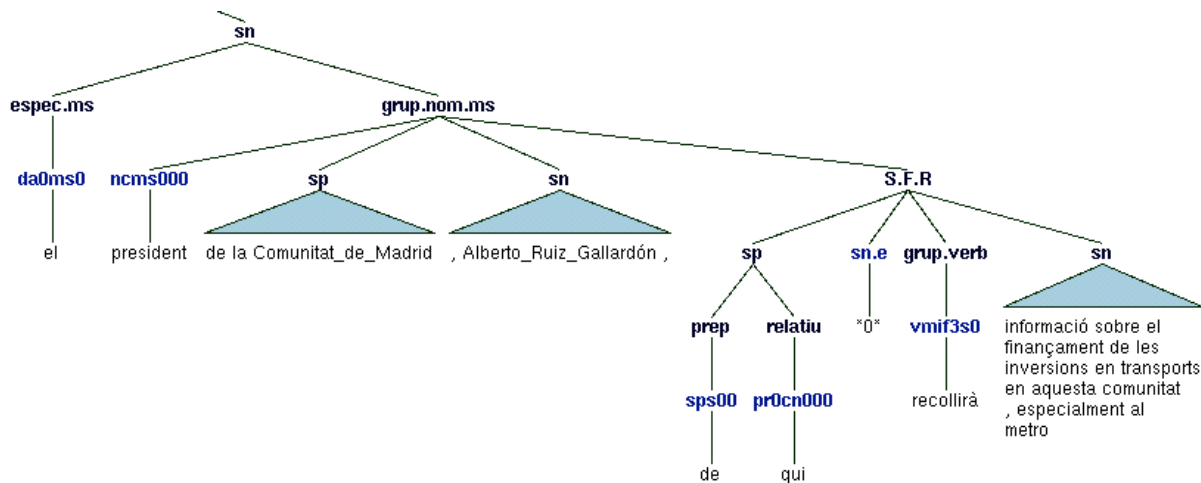 sn
espec.ms grup.nom.ms
da0ms0 ncms000 sp sn S.F.R
el president de la Comunitat_de_Madrid , Alberto_Ruiz_Gallardón , sp sn.e grup.verb sn
prep relatiu *0* vmif3s0 informació sobre el
finançament de les
inversions en transports
en aquesta comunitat
, especialment al
metro
sps00 pr0cn000 recollirà
de qui